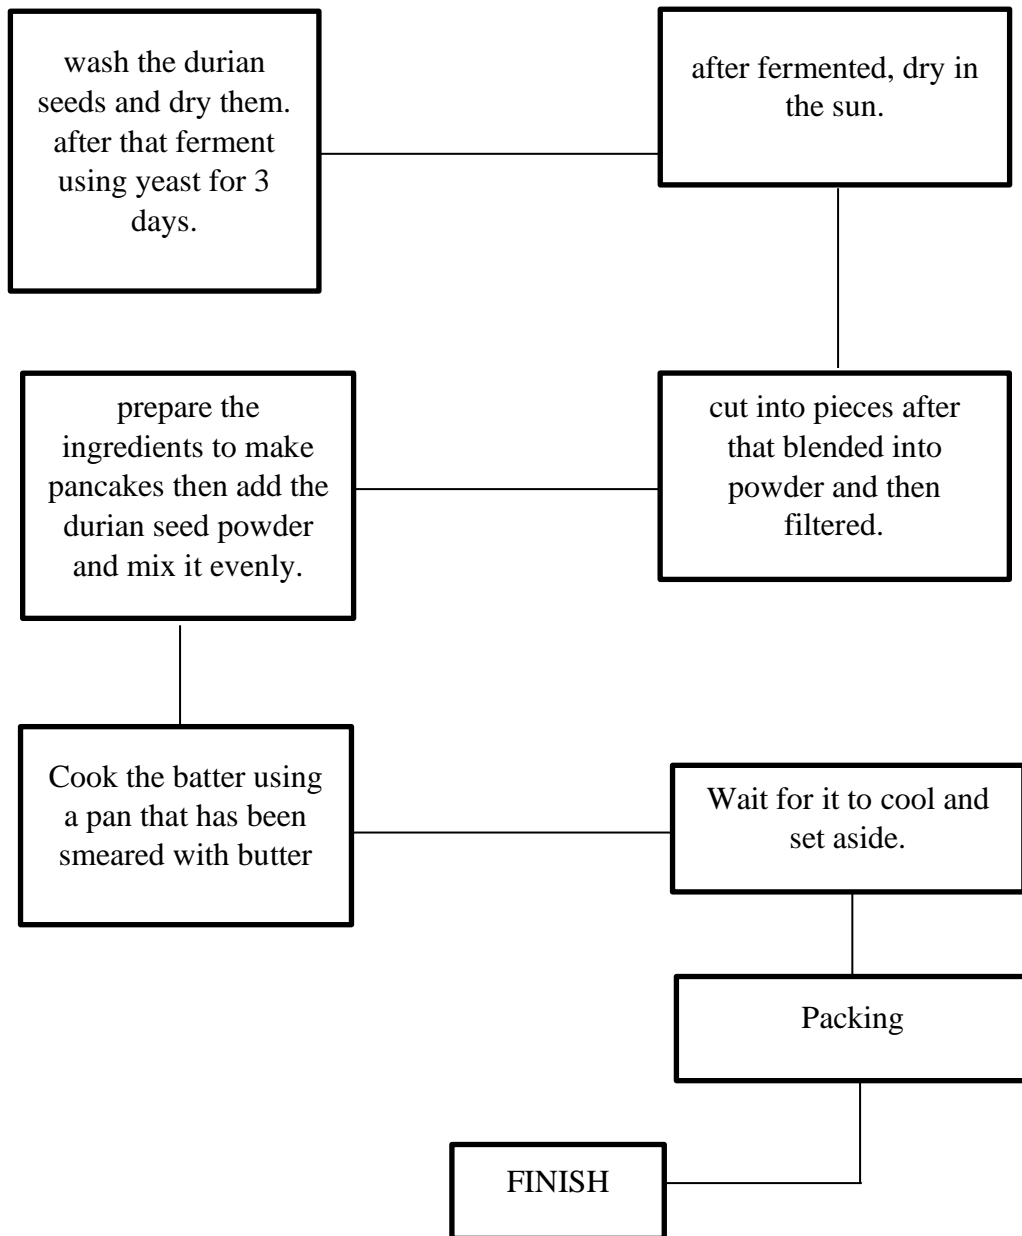 wash the durian
seeds and dry them.
after that ferment
using yeast for 3
days.
after fermented, dry in
the sun.
cut into pieces after
that blended into
powder and then
filtered.
prepare the
ingredients to make
pancakes then add the
durian seed powder
and mix it evenly.
Cook the batter using
a pan that has been
smeared with butter
Wait for it to cool and
set aside.
Packing
FINISH